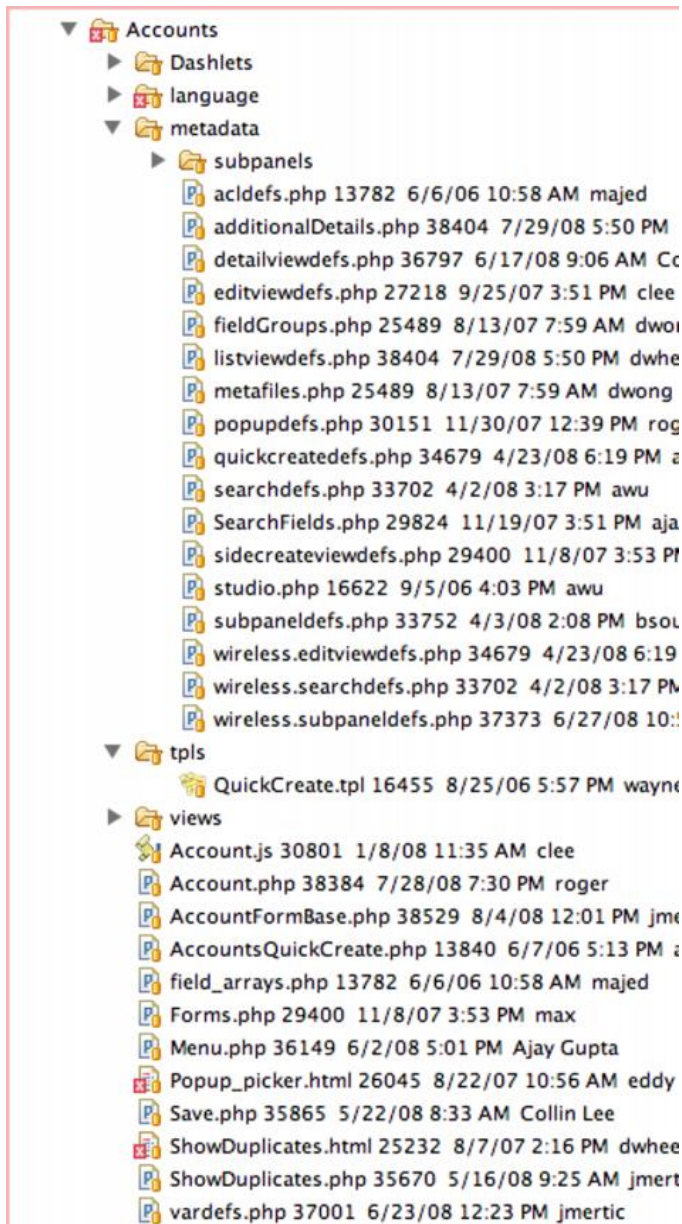 Accounts
Dashlets
language
metadata
subpanels
acldefs.php 13782 6/6/06 10:58 AM majed
additionalDetails.php 38404 7/29/08 5:50 PM
detailviewdefs.php 36797 6/17/08 9:06 AM Co
editviewdefs.php 27218 9/25/07 3:51 PM clee
fieldGroups.php 25489 8/13/07 7:59 AM dwon
listviewdefs.php 38404 7/29/08 5:50 PM dwhe
metafiles.php 25489 8/13/07 7:59 AM dwong
popupdefs.php 30151 11/30/07 12:39 PM rog
quickcreatedefs.php 34679 4/23/08 6:19 PM a
searchdefs.php 33702 4/2/08 3:17 PM awu
SearchFields.php 29824 11/19/07 3:51 PM aja
sidecreateviewdefs.php 29400 11/8/07 3:53 PM
studio.php 16622 9/5/06 4:03 PM awu
subpaneldefs.php 33752 4/3/08 2:08 PM bsou
wireless.editviewdefs.php 34679 4/23/08 6:19
wireless.searchdefs.php 33702 4/2/08 3:17 PM
wireless.subpaneldefs.php 37373 6/27/08 10:5
tpls
QuickCreate.tpl 16455 8/25/06 5:57 PM wayne
views
Account.js 30801 1/8/08 11:35 AM clee
Account.php 38384 7/28/08 7:30 PM roger
AccountFormBase.php 38529 8/4/08 12:01 PM jme
AccountsQuickCreate.php 13840 6/7/06 5:13 PM a
field_arrays.php 13782 6/6/06 10:58 AM majed
Forms.php 29400 11/8/07 3:53 PM max
Menu.php 36149 6/2/08 5:01 PM Ajay Gupta
Popup_picker.html 26045 8/22/07 10:56 AM eddy
Save.php 35865 5/22/08 8:33 AM Collin Lee
ShowDuplicates.html 25232 8/7/07 2:16 PM dwhee
ShowDuplicates.php 35670 5/16/08 9:25 AM jmert
vardefs.php 37001 6/23/08 12:23 PM jmertic